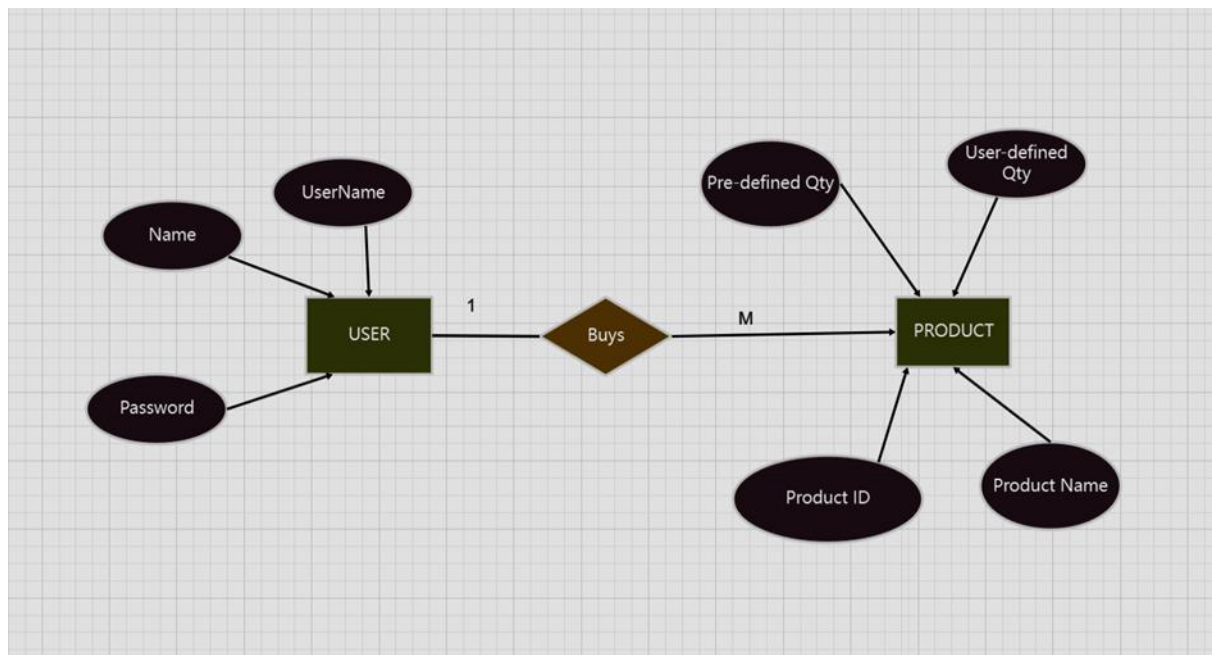 UserName
Name
USER
Password
1
Buys
M
Pre-defined Qty
User-defined
Qty
PRODUCT
Product ID
Product Name